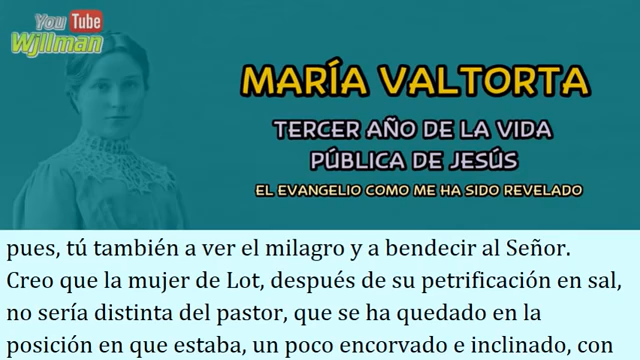 You Tube
Wjllman
MARÍA VALTORTA
TERCER AÑO DE LA VIDA
PÚBLICA DE JESÚS
EL EVANGELIO COMO ME HA SIDO REVELADO
pues, tú también a ver el milagro y a bendecir al Señor.
Creo que la mujer de Lot, después de su petrificación en sal,
no sería distinta del pastor, que se ha quedado en la
posición en que estaba, un poco encorvado e inclinado, con